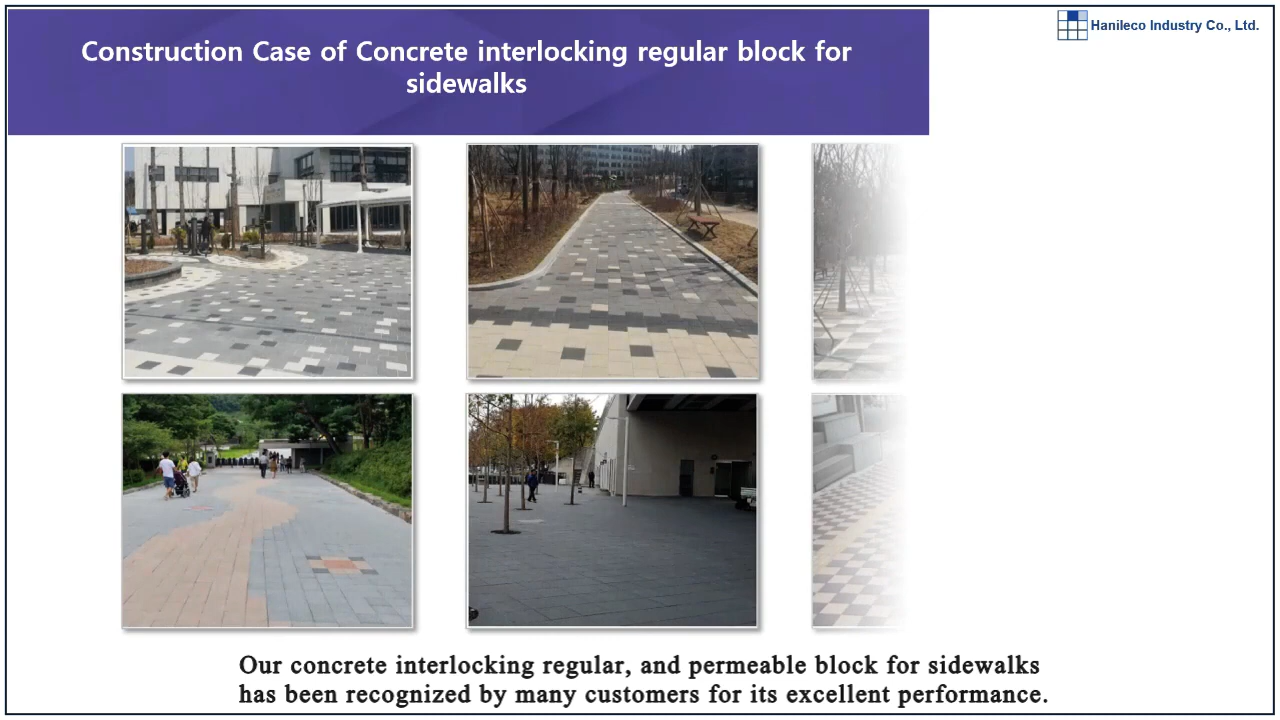 Construction Case of Concrete interlocking regular block for
sidewalks
Hanileco Industry Co., Ltd.
Our concrete interlocking regular, and permeable block for sidewalks
has been recognized by many customers for its excellent performance.